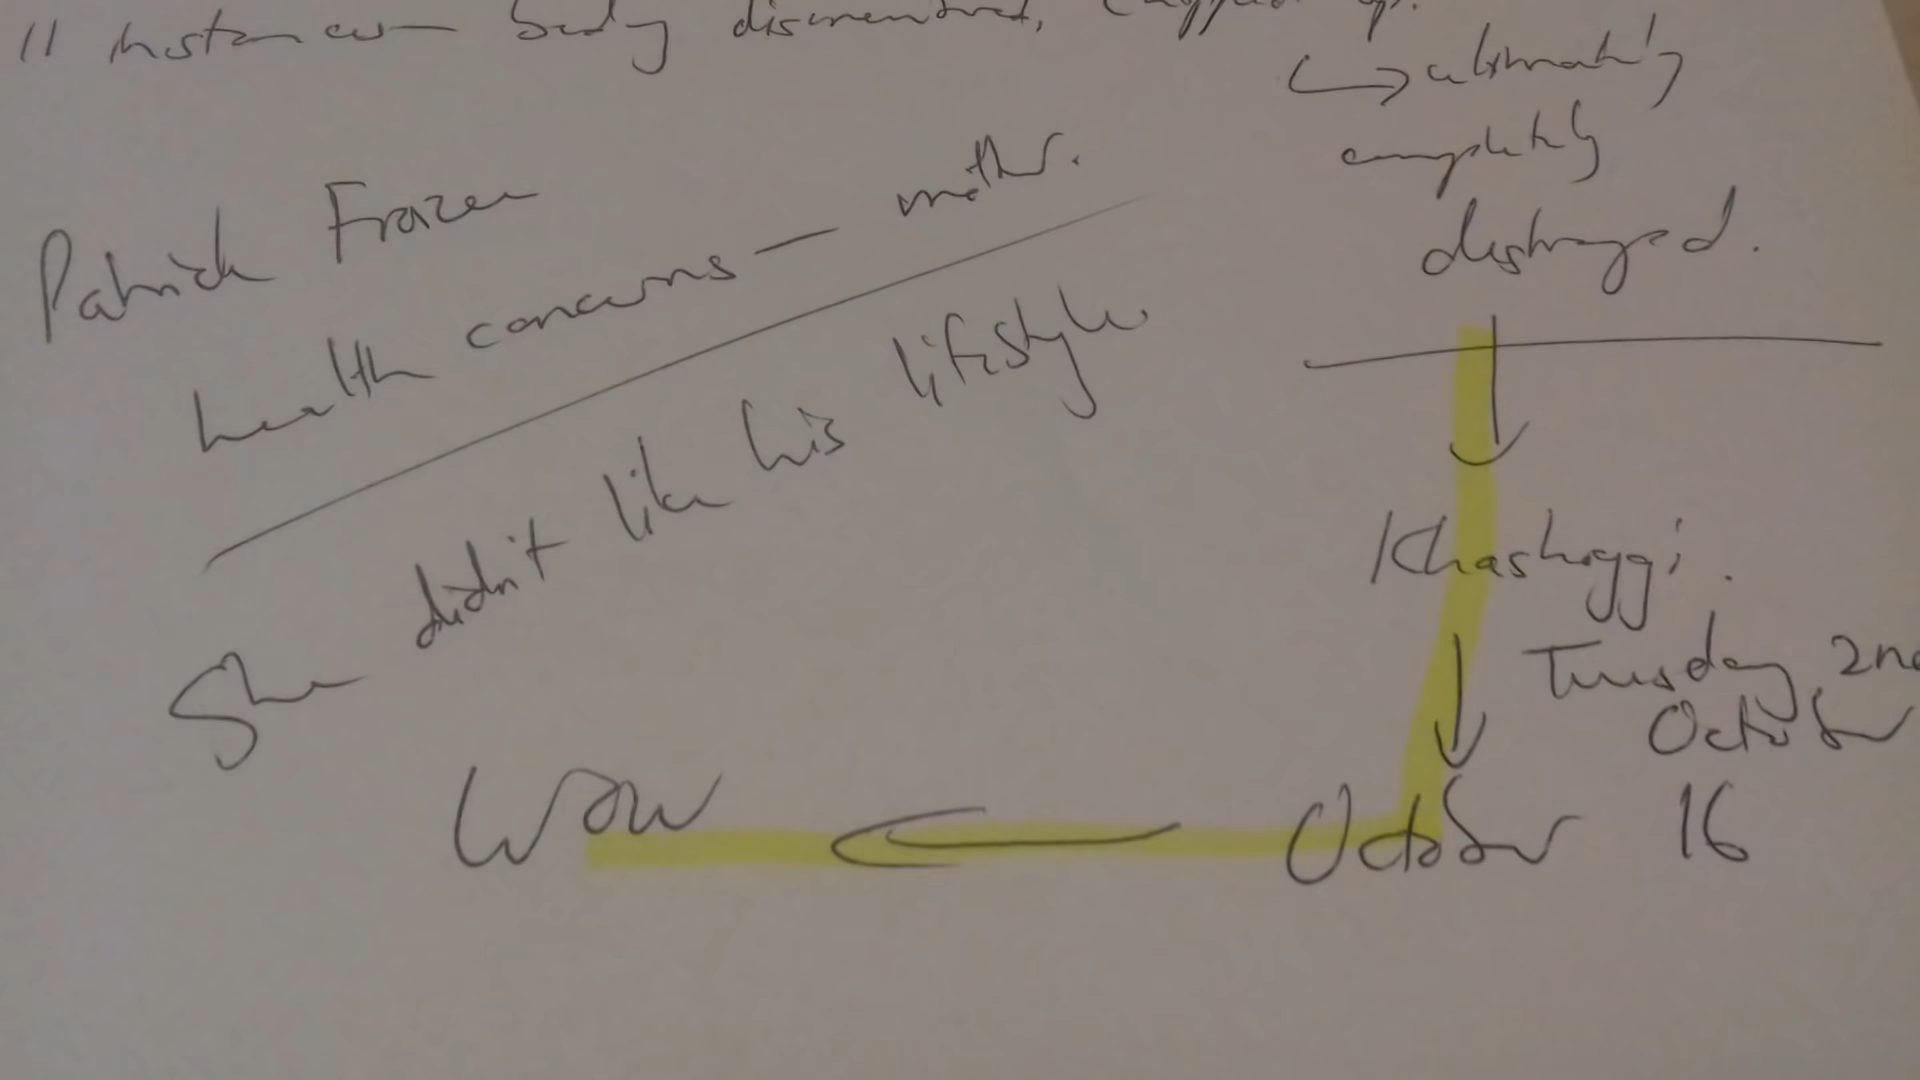 11 instances — body dismembered,
↳ ultimately
completely
destroyed.
Patrick Frazer
health concerns — mother.
She didn't like his lifestyle.
Khashoggi.
Tuesday 2nd
October
October 16
Wow